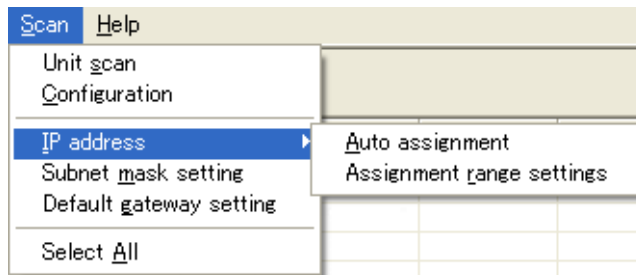 Scan Help
Unit scan
Configuration
IP address
Auto assignment
Subnet mask setting
Assignment range settings
Default gateway setting
Select All